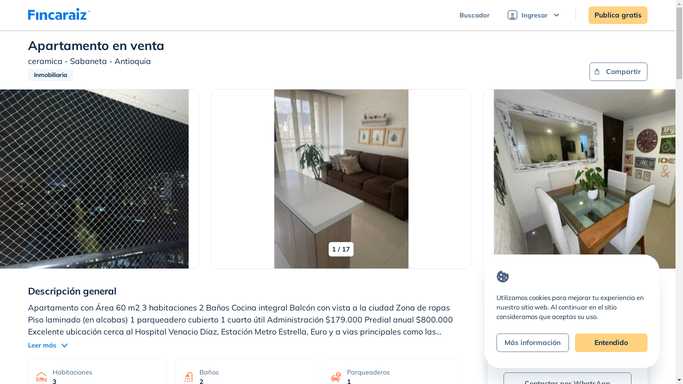 Fincaraiz
Buscador
Ingresar
Publica gratis
Apartamento en venta
ceramica - Sabaneta - Antioquia
Inmobiliaria
Compartir
1 / 17
Descripción general
Apartamento con Área 60 m2 3 habitaciones 2 Baños Cocina integral Balcón con vista a la ciudad Zona de ropas
Piso laminado (en alcobas) 1 parqueadero cubierto 1 cuarto útil Administración $179.000 Predial anual $800.000
Excelente ubicación cerca al Hospital Venacio Diaz, Estación Metro Estrella, Euro y a vías principales como las...
Leer más
Habitaciones
3
Baños
2
Parqueaderos
1
Utilizamos cookies para mejorar tu experiencia en
nuestro sitio web. Al continuar en el sitio
consideramos que aceptas su uso.
Más información
Entendido
Contactar por WhatsApp